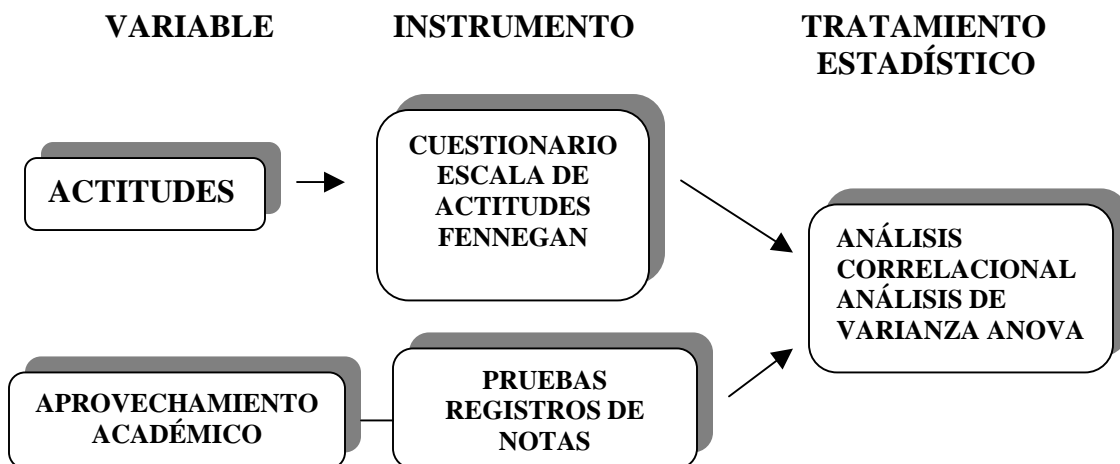 VARIABLE
INSTRUMENTO
TRATAMIENTO
ESTADÍSTICO
ACTITUDES
CUESTIONARIO
ESCALA DE
ACTITUDES
FENNEGAN
ANÁLISIS
CORRELACIONAL
ANÁLISIS DE
VARIANZA ANOVA
APROVECHAMIENTO
ACADÉMICO
PRUEBAS
REGISTROS DE
NOTAS